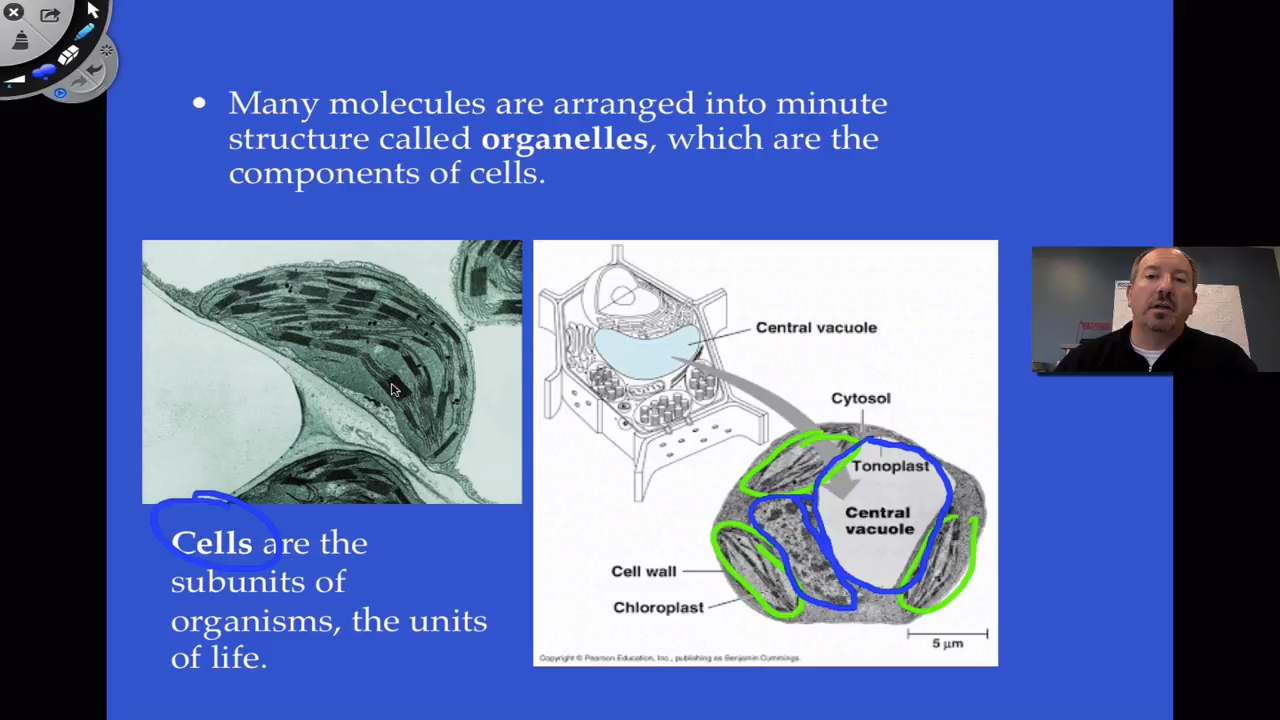 • Many molecules are arranged into minute
structure called organelles, which are the
components of cells.
Central vacuole
Cytosol
Tonoplast
Central
vacuole
Cell wall
Chloroplast
5 μm
Copyright © Pearson Education, Inc., publishing as Benjamin Cummings.
Cells are the
subunits of
organisms, the units
of life.